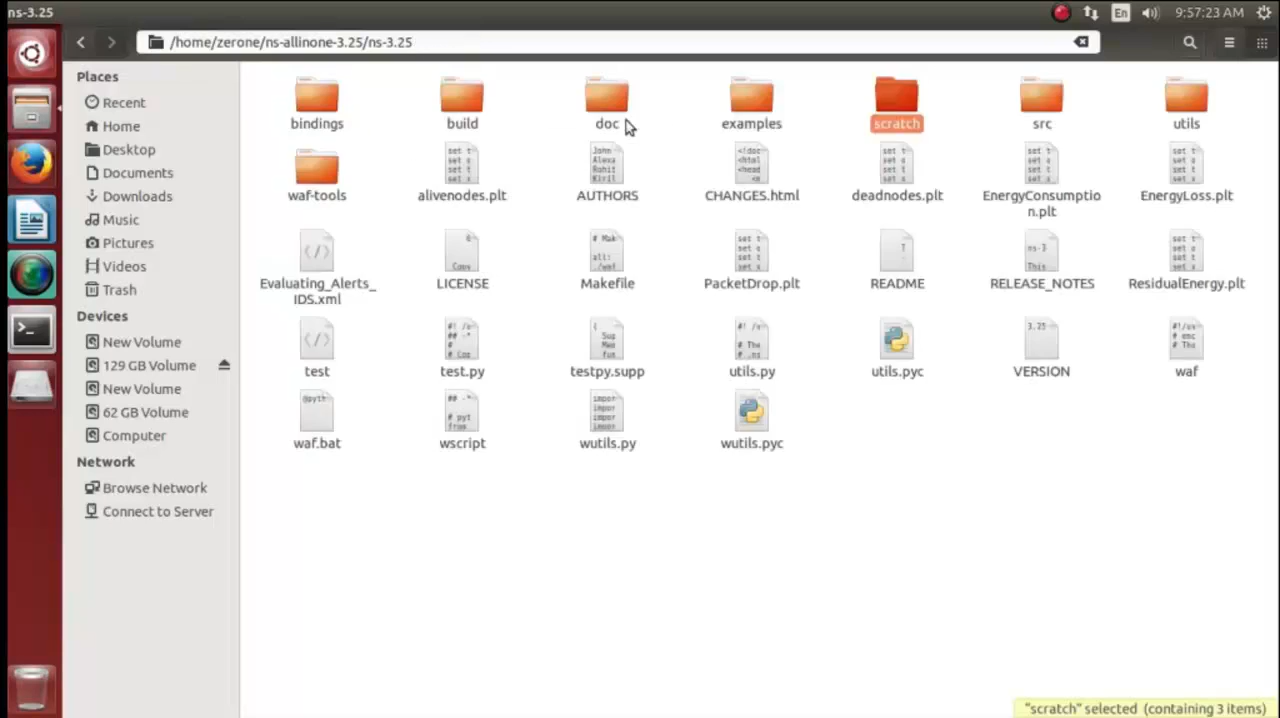 ns-3.25
En
9:57:23 AM
/home/zerone/ns-allinone-3.25/ns-3.25
Places
Recent
Home
Desktop
Documents
Downloads
Music
Pictures
Videos
Trash
Devices
New Volume
129 GB Volume
New Volume
62 GB Volume
Computer
Network
Browse Network
Connect to Server
bindings
build
doc
examples
scratch
src
utils
waf-tools
alivenodes.plt
AUTHORS
CHANGES.html
deadnodes.plt
EnergyConsumptio
n.plt
EnergyLoss.plt
Evaluating_Alerts_
IDS.xml
LICENSE
Makefile
PacketDrop.plt
README
RELEASE_NOTES
ResidualEnergy.plt
test
test.py
testpy.supp
utils.py
utils.pyc
VERSION
waf
waf.bat
wscript
wutils.py
wutils.pyc
"scratch" selected (containing 3 items)